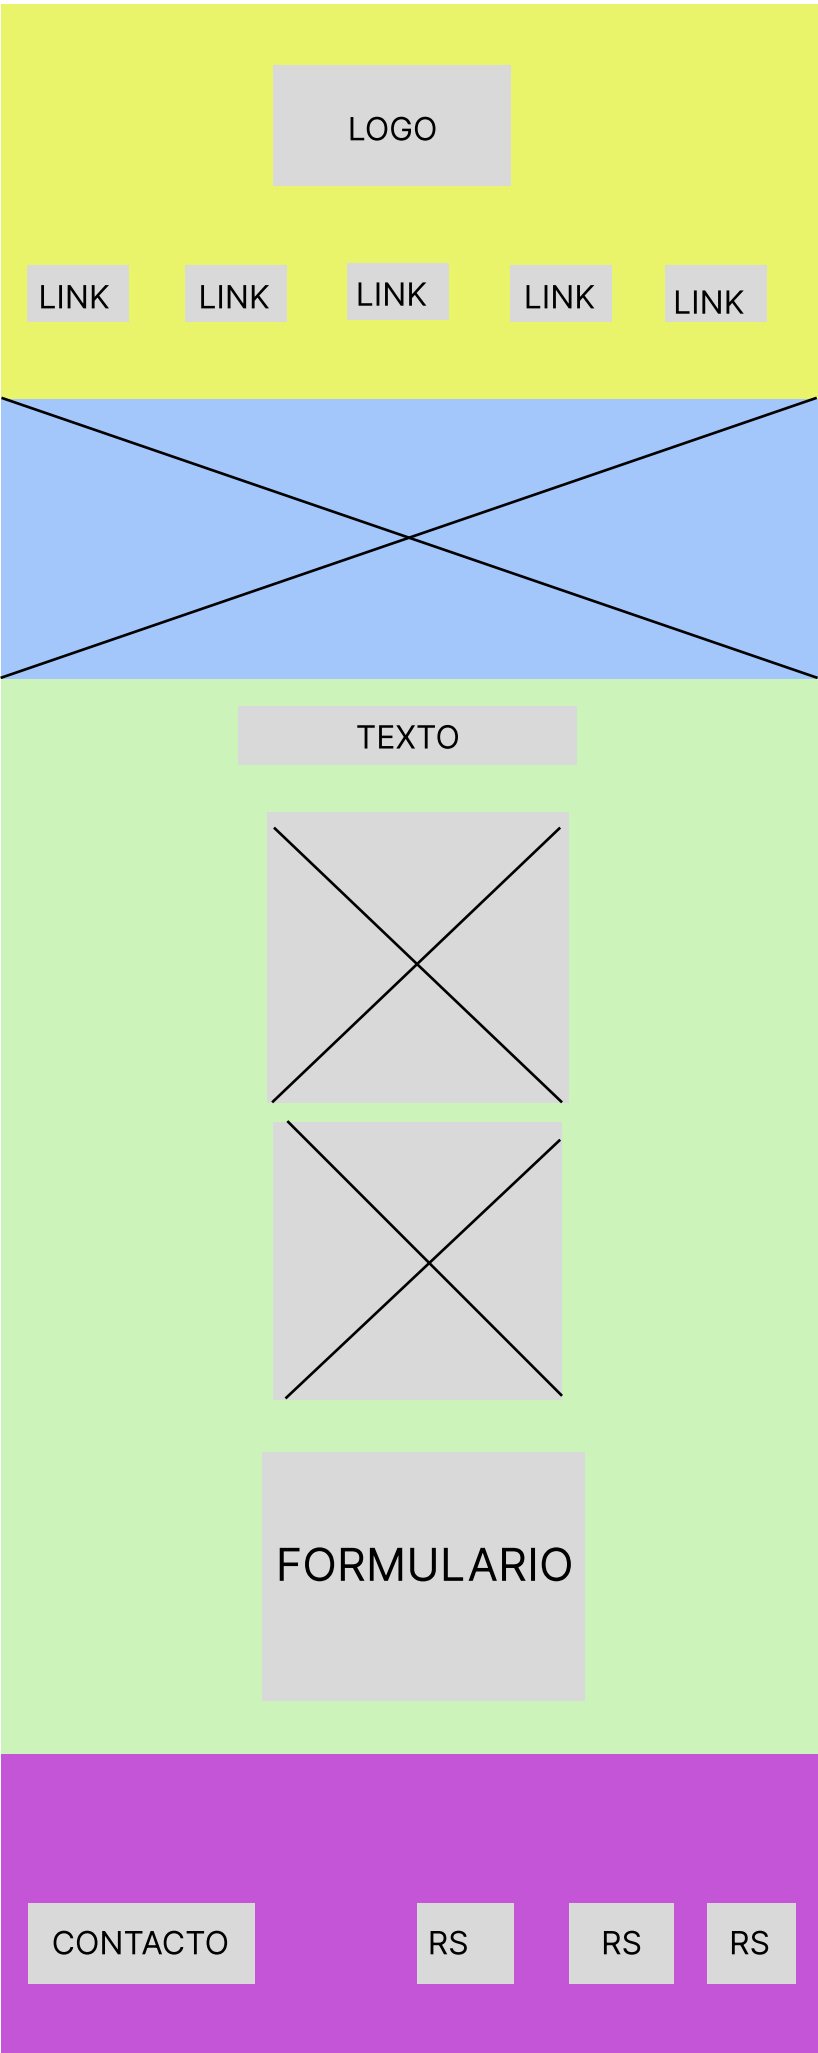 LOGO
LINK LINK LINK LINK LINK
TEXTO
FORMULARIO
CONTACTO RS RS RS